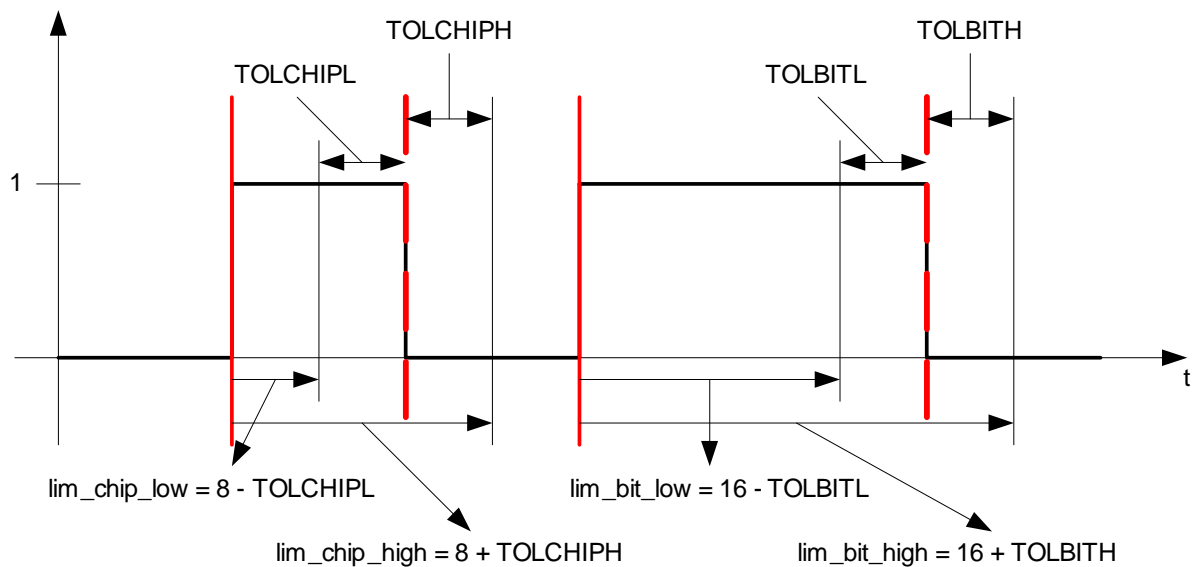 TOLCHIPH
TOLBITH
TOLCHIPL
TOLBITL
1
t
lim_chip_low = 8 - TOLCHIPL
lim_bit_low = 16 - TOLBITL
lim_chip_high = 8 + TOLCHIPH
lim_bit_high = 16 + TOLBITH